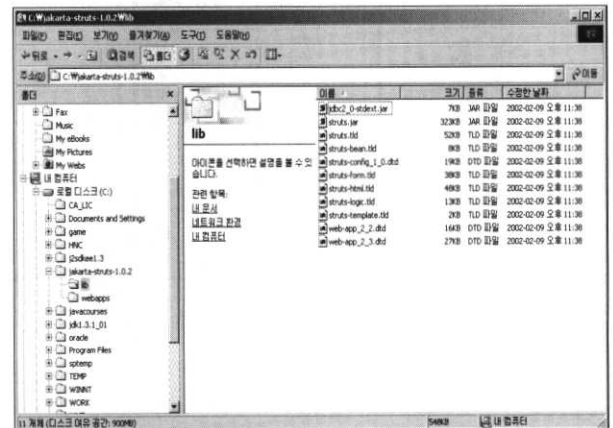 C:\jakarta-struts-1.0.2\lib
파일(F) 편집(E) 보기(V) 즐겨찾기(A) 도구(T) 도움말(H)
뒤로 검색 폴더
주소(D) C:\jakarta-struts-1.0.2\lib 이동
폴더
Fax
Music
My eBooks
My Pictures
My Webs
내 컴퓨터
로컬 디스크 (C:)
CA_LIC
Documents and Settings
game
HNC
j2sdkee1.3
jakarta-struts-1.0.2
lib
webapps
javacourses
jdk1.3.1_01
oracle
Program Files
sptemp
TEMP
WINNT
WORK
lib
아이콘을 선택하면 설명을 볼 수 있
습니다.
관련 항목:
내 문서
네트워크 환경
내 컴퓨터
이름 크기 종류 수정한 날짜
jdbc2_0-stdext.jar 7KB JAR 파일 2002-02-09 오후 11:38
struts.jar 323KB JAR 파일 2002-02-09 오후 11:38
struts.tld 52KB TLD 파일 2002-02-09 오후 11:38
struts-bean.tld 8KB TLD 파일 2002-02-09 오후 11:38
struts-config_1_0.dtd 19KB DTD 파일 2002-02-09 오후 11:38
struts-form.tld 38KB TLD 파일 2002-02-09 오후 11:38
struts-html.tld 48KB TLD 파일 2002-02-09 오후 11:38
struts-logic.tld 13KB TLD 파일 2002-02-09 오후 11:38
struts-template.tld 2KB TLD 파일 2002-02-09 오후 11:38
web-app_2_2.dtd 16KB DTD 파일 2002-02-09 오후 11:38
web-app_2_3.dtd 27KB DTD 파일 2002-02-09 오후 11:38
11 개체 (디스크 여유 공간: 900MB) 548KB 내 컴퓨터